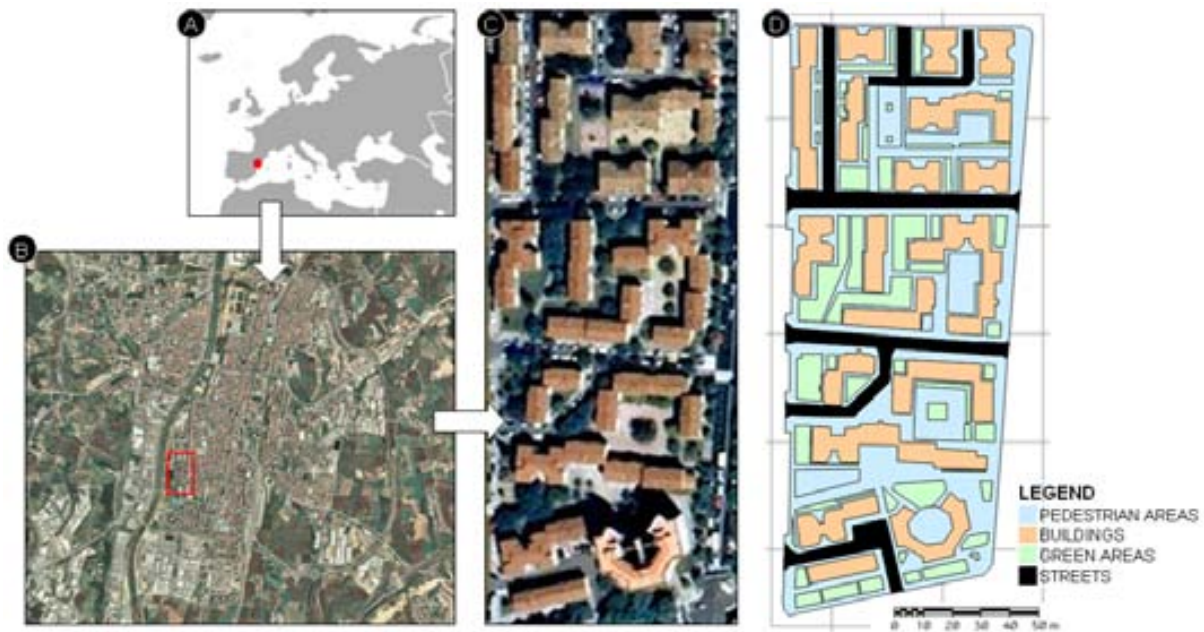 A
B
C
D
LEGEND
PEDESTRIAN AREAS
BUILDINGS
GREEN AREAS
STREETS
0 10 20 30 40 50 m